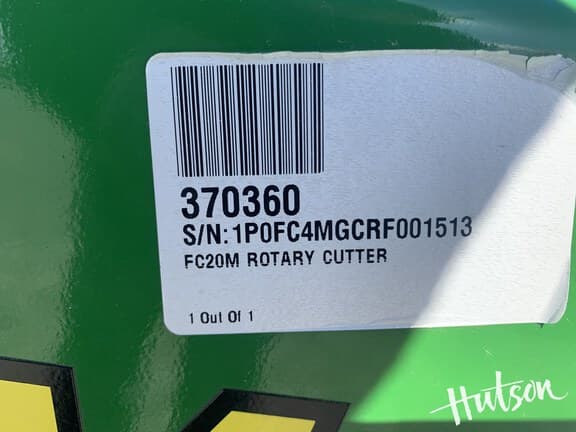 370360
S/N:1P0FC4MGCRF001513
FC20M ROTARY CUTTER
1 Out Of 1
Hutson